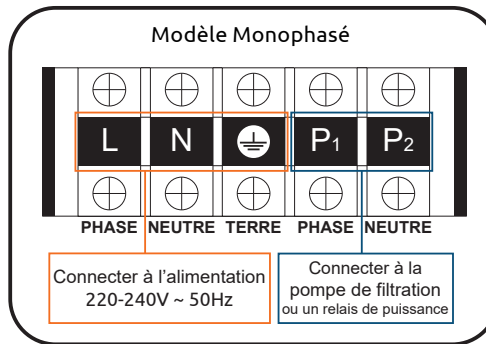 Modèle Monophasé
L N P1 P2
PHASE NEUTRE TERRE PHASE NEUTRE
Connecter à l'alimentation
220-240V ~ 50Hz
Connecter à la
pompe de filtration
ou un relais de puissance